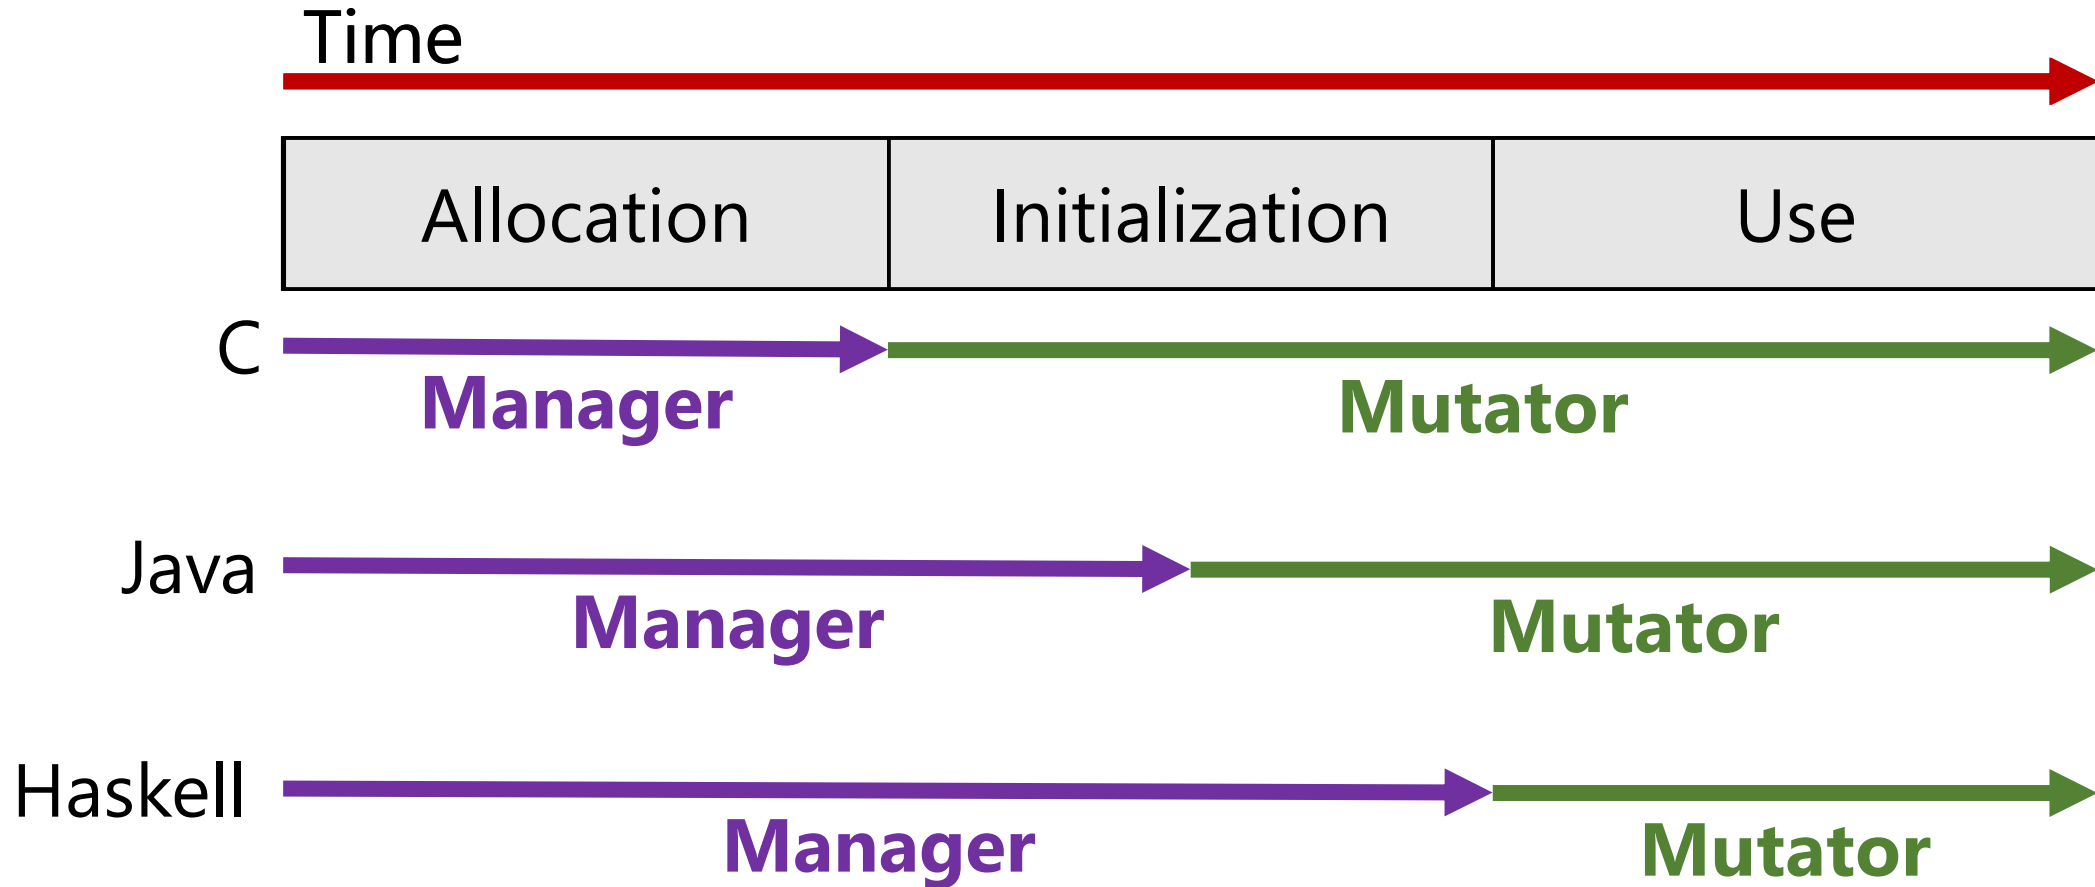 Time
Allocation Initialization Use
C
Manager Mutator
Java
Manager Mutator
Haskell
Manager Mutator